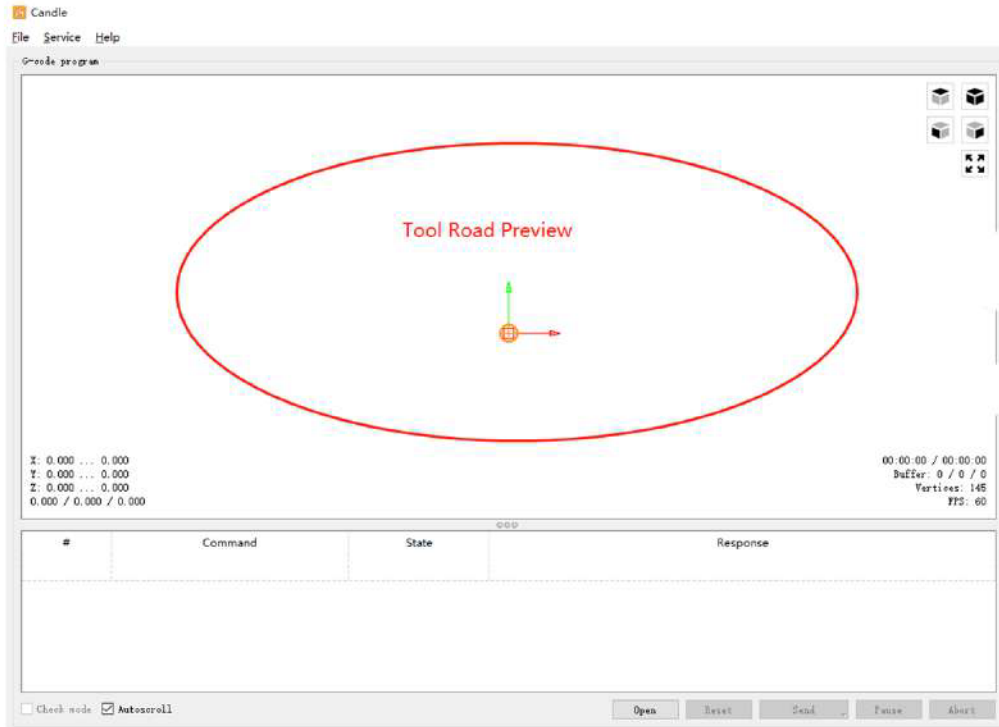 Candle
File Service Help
G-code program
Tool Road Preview
X: 0.000 ... 0.000
Y: 0.000 ... 0.000
Z: 0.000 ... 0.000
0.000 / 0.000 / 0.000
00:00:00 / 00:00:00
Buffer: 0 / 0 / 0
Vertices: 145
FPS: 60
# Command State Response
Check mode Autoscroll Open Reset Send Pause Abort